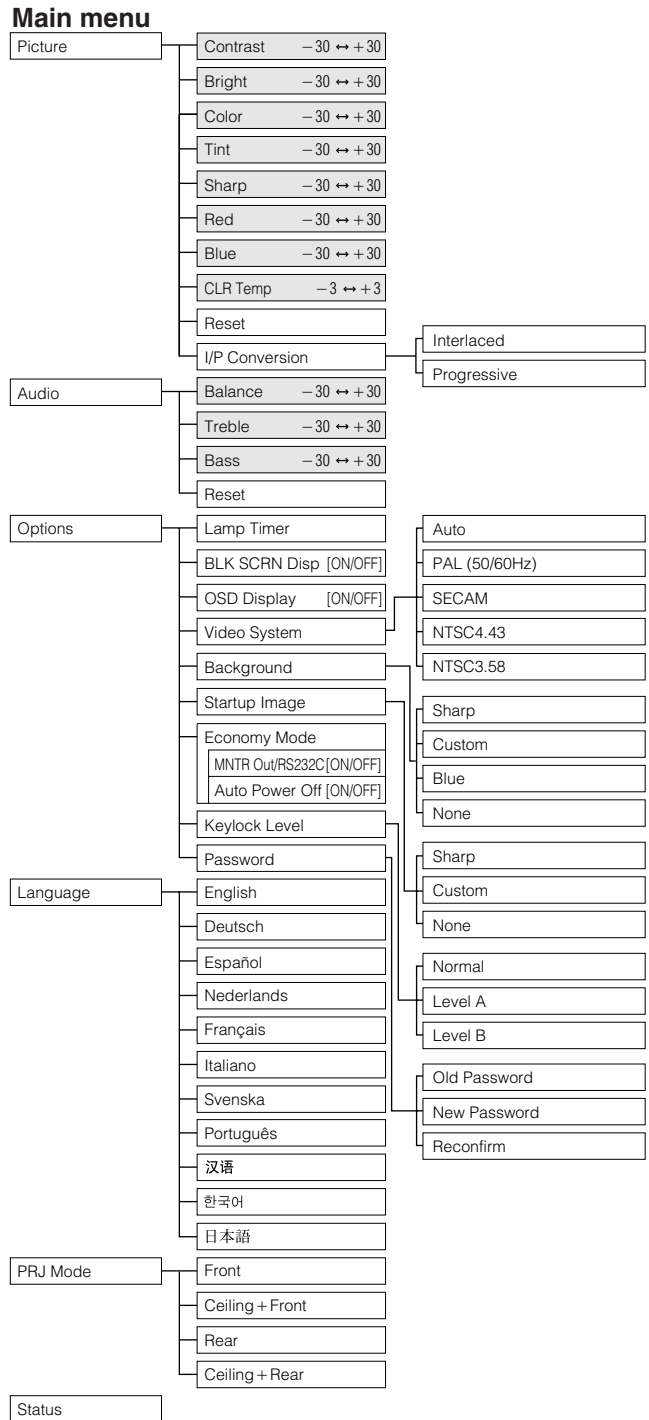 Main menu
Picture
Contrast −30 ↔ +30
Bright −30 ↔ +30
Color −30 ↔ +30
Tint −30 ↔ +30
Sharp −30 ↔ +30
Red −30 ↔ +30
Blue −30 ↔ +30
CLR Temp −3 ↔ +3
Reset
I/P Conversion
Interlaced
Progressive
Audio
Balance −30 ↔ +30
Treble −30 ↔ +30
Bass −30 ↔ +30
Reset
Options
Lamp Timer
BLK SCRN Disp [ON/OFF]
OSD Display [ON/OFF]
Video System
Auto
PAL (50/60Hz)
SECAM
NTSC4.43
NTSC3.58
Background
Sharp
Custom
Blue
None
Startup Image
Sharp
Custom
None
Economy Mode
MNTR Out/RS232C[ON/OFF]
Auto Power Off [ON/OFF]
Keylock Level
Normal
Level A
Level B
Password
Old Password
New Password
Reconfirm
Language
English
Deutsch
Español
Nederlands
Français
Italiano
Svenska
Português
汉语
한국어
日本語
PRJ Mode
Front
Ceiling+Front
Rear
Ceiling+Rear
Status